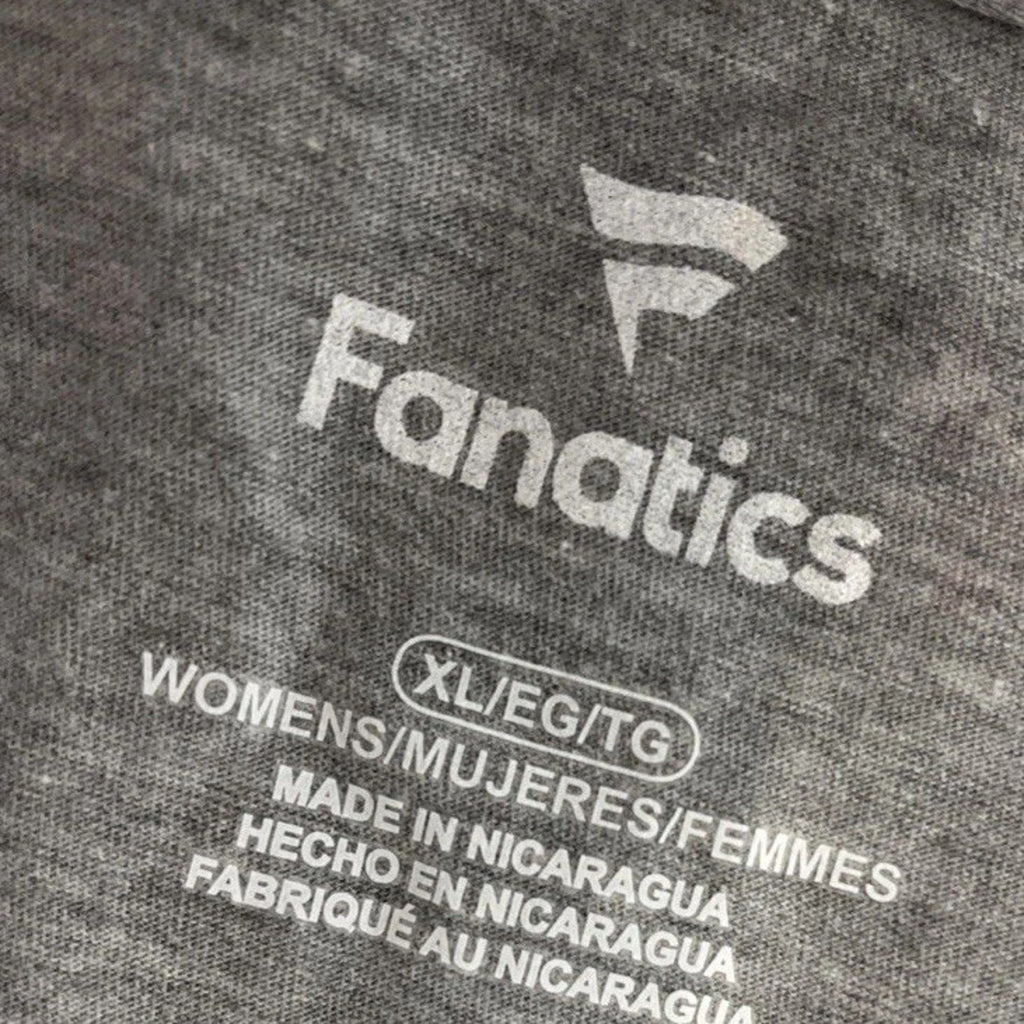 Fanatics
XL/EG/TG
WOMENS/MUJERES/FEMMES
MADE IN NICARAGUA
HECHO EN NICARAGUA
FABRIQUÉ AU NICARAGUA